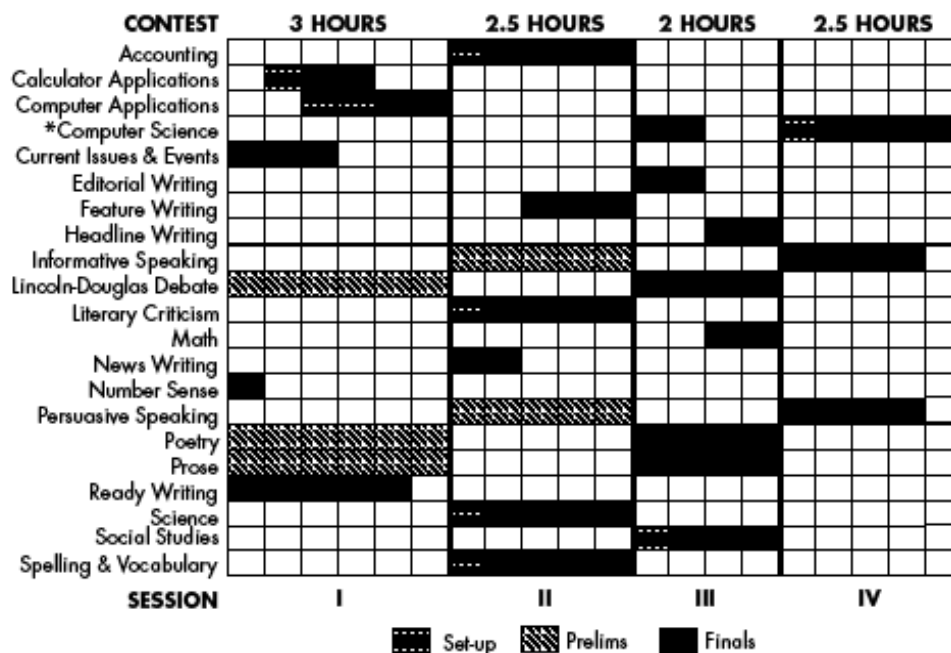 CONTEST 3 HOURS 2.5 HOURS 2 HOURS 2.5 HOURS
Accounting
Calculator Applications
Computer Applications
*Computer Science
Current Issues & Events
Editorial Writing
Feature Writing
Headline Writing
Informative Speaking
Lincoln-Douglas Debate
Literary Criticism
Math
News Writing
Number Sense
Persuasive Speaking
Poetry
Prose
Ready Writing
Science
Social Studies
Spelling & Vocabulary
SESSION I II III IV
Set-up Prelims Finals